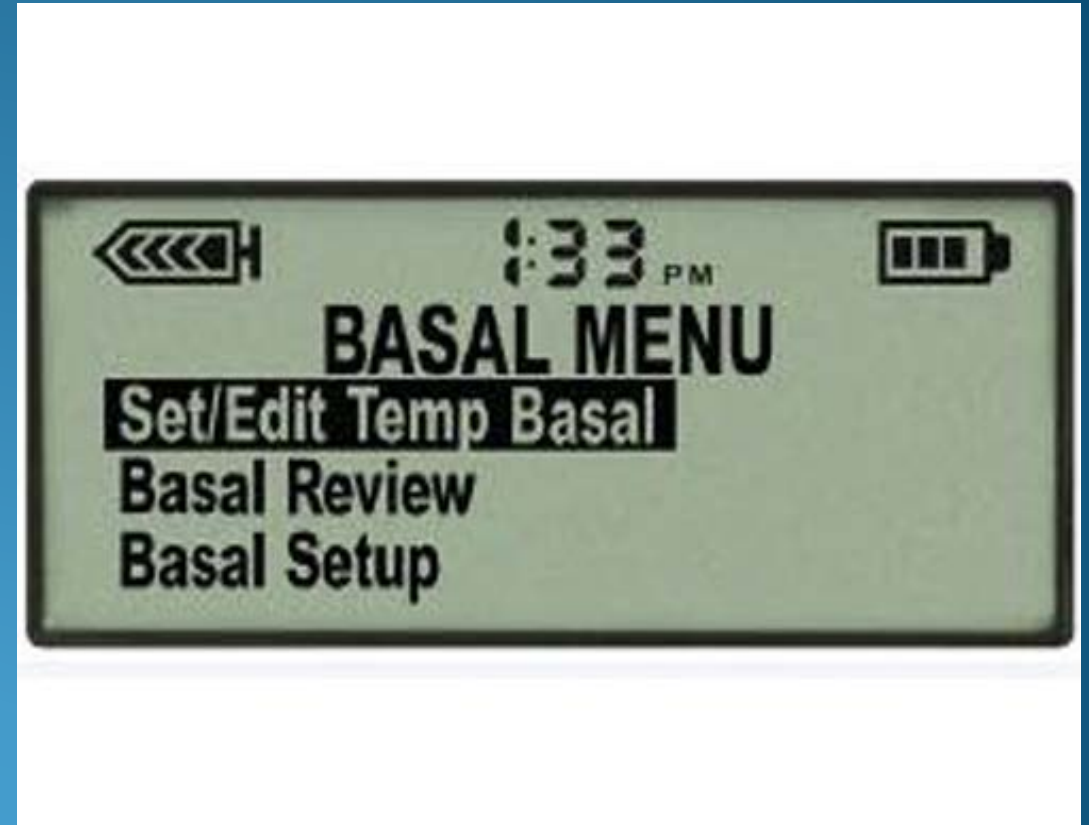 1:33 PM
BASAL MENU
Set/Edit Temp Basal
Basal Review
Basal Setup